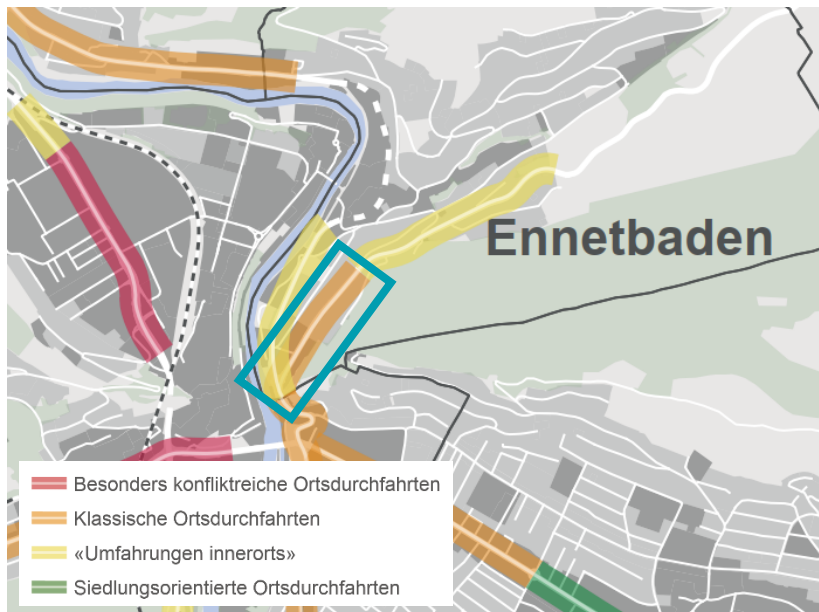 Ennetbaden
Besonders konfliktreiche Ortsdurchfahrten
Klassische Ortsdurchfahrten
«Umfahrungen innerorts»
Siedlungsorientierte Ortsdurchfahrten